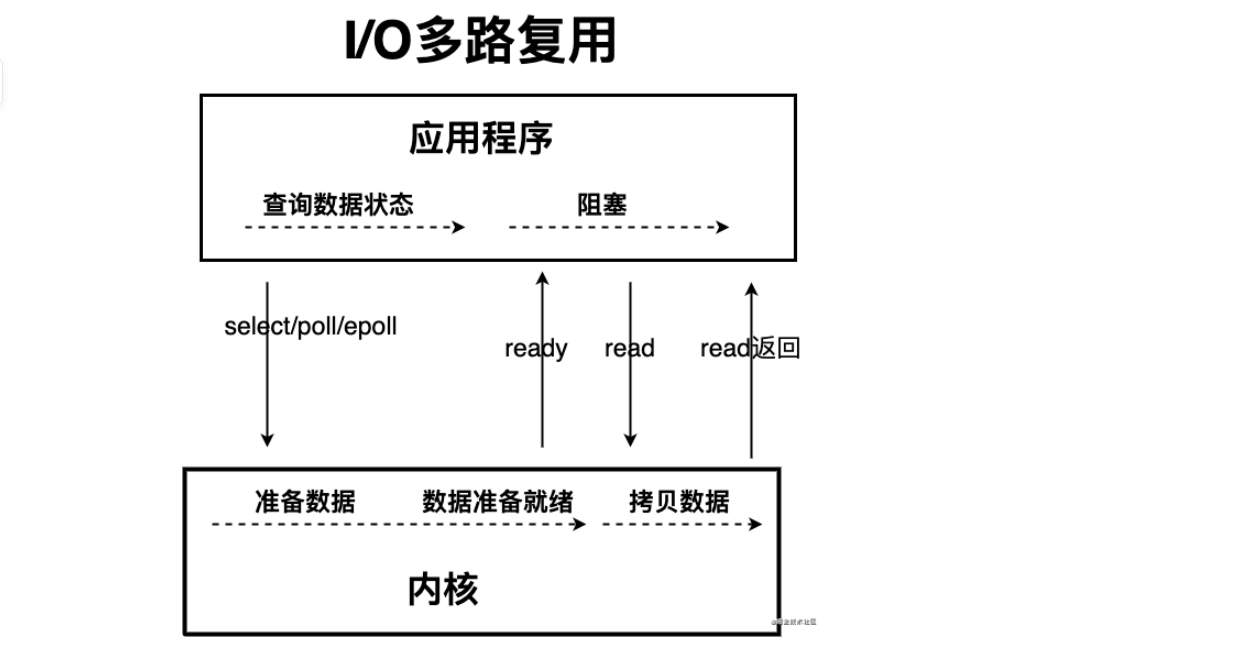 I/O多路复用
应用程序
查询数据状态
阻塞
select/poll/epoll
ready
read
read返回
准备数据
数据准备就绪
拷贝数据
内核